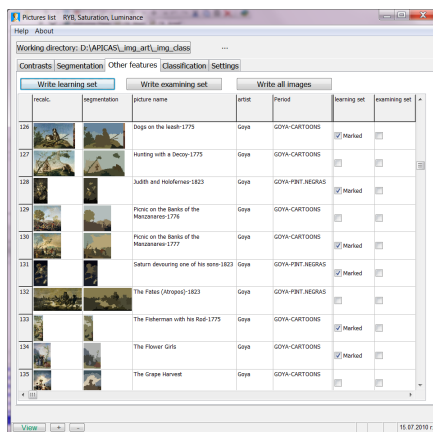 Pictures list RYB, Saturation, Luminance
Help About
Working directory: D:\APICAS\_img_art\_img_class ...
Contrasts Segmentation Other features Classification Settings
Write learning set Write examining set Write all images
recalc. segmentation picture name artist Period learning set examining set
126 Dogs on the leash-1775 Goya GOYA-CARTOONS Marked
127 Hunting with a Decoy-1775 Goya GOYA-CARTOONS
128 Judith and Holofernes-1823 Goya GOYA-PINT.NEGRAS Marked
129 Picnic on the Banks of the Manzanares-1776 Goya GOYA-CARTOONS
130 Picnic on the Banks of the Manzanares-1777 Goya GOYA-CARTOONS Marked
131 Saturn devouring one of his sons-1823 Goya GOYA-PINT.NEGRAS Marked
132 The Fates (Atropos)-1823 Goya GOYA-PINT.NEGRAS
133 The Fisherman with his Rod-1775 Goya GOYA-CARTOONS Marked
134 The Flower Girls Goya GOYA-CARTOONS Marked
135 The Grape Harvest Goya GOYA-CARTOONS
View + - 15.07.2010 г.